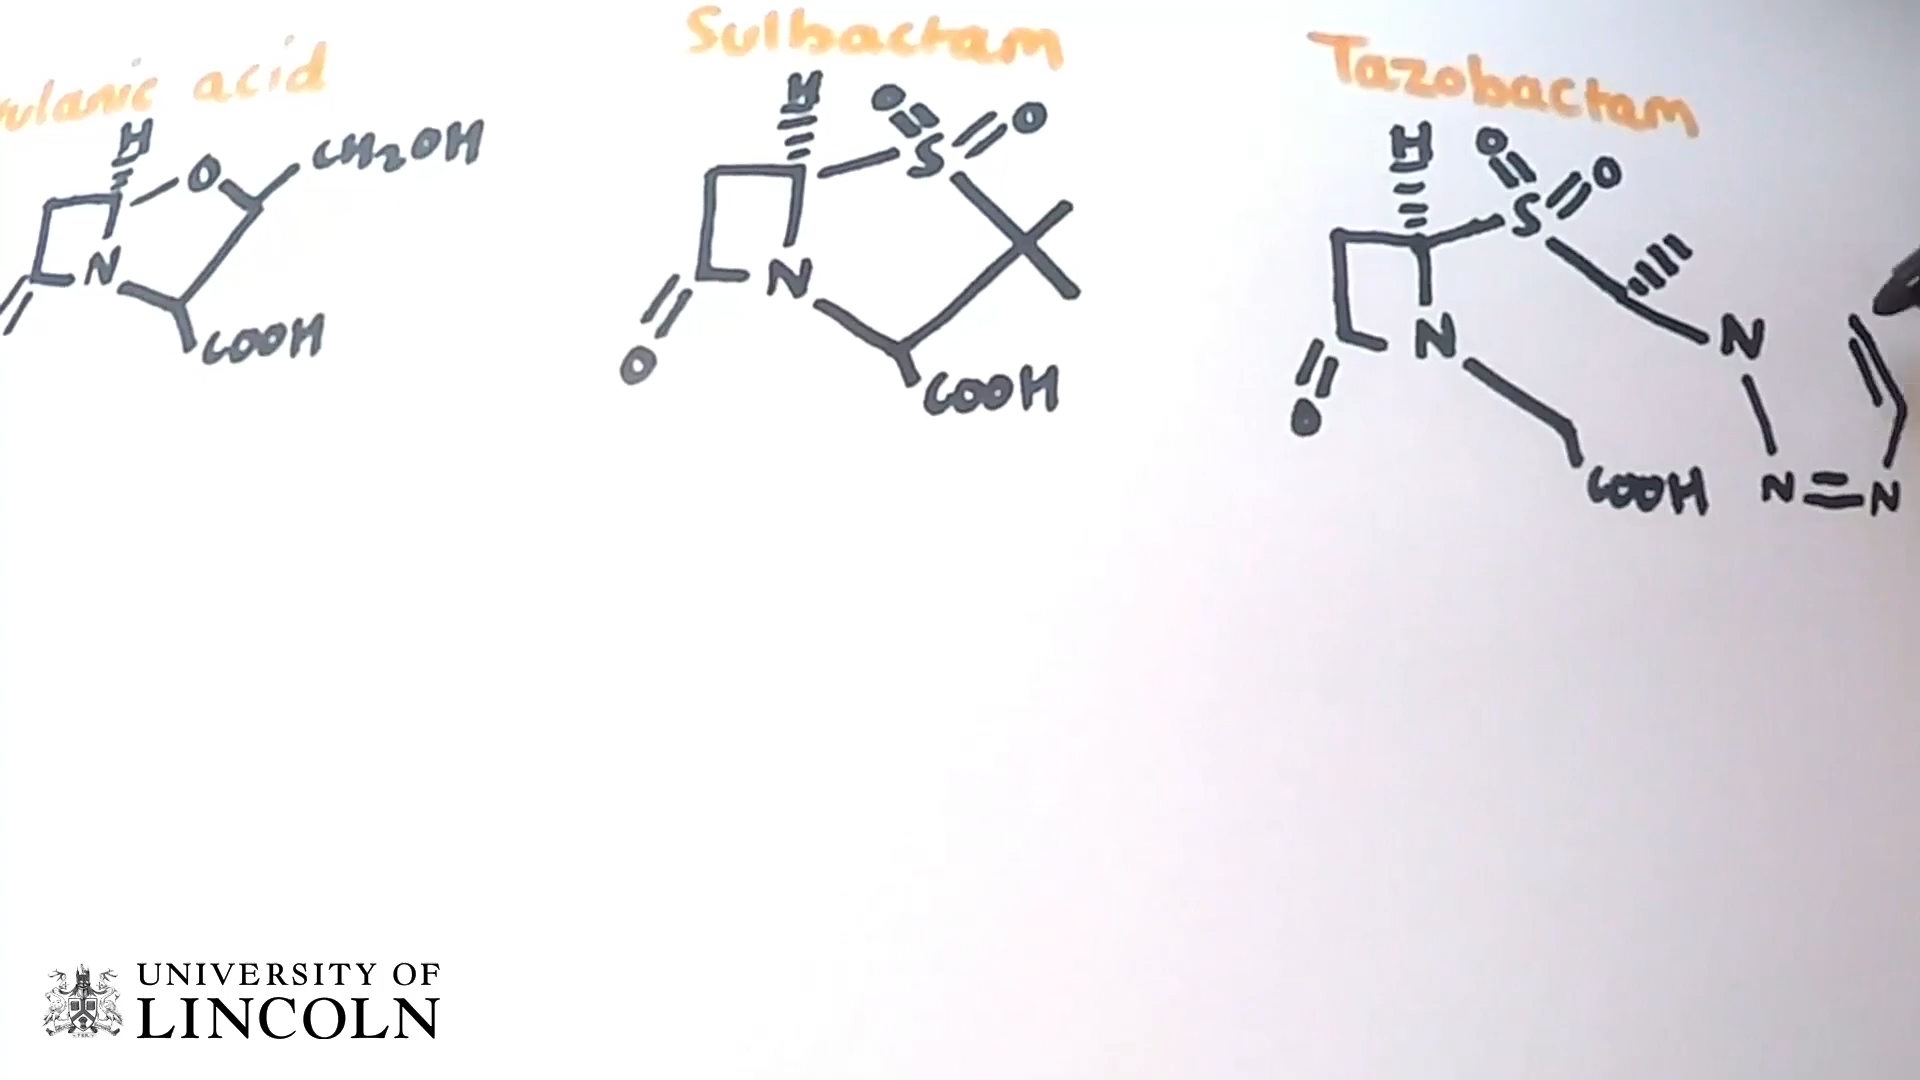 ulanic acid
Sulbactam
Tazobactam
H
O
CH2OH
N
COOH
H
O
O
S
N
O
COOH
H
O
O
S
N
N
O
COOH
N
N
UNIVERSITY OF
LINCOLN